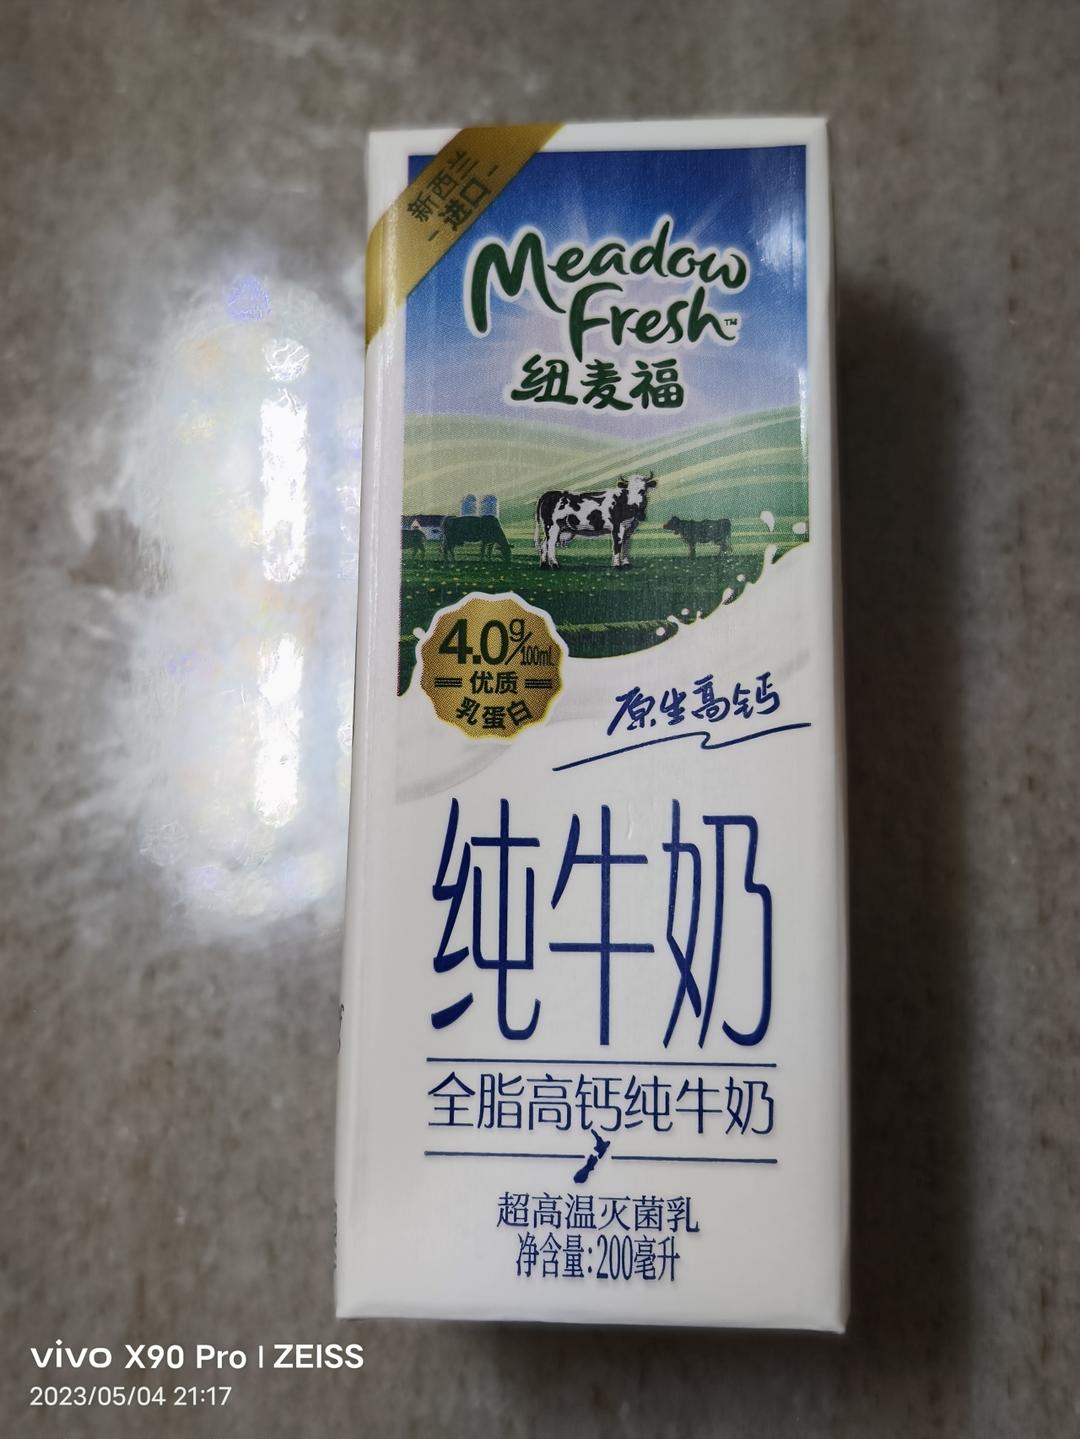 新西兰
- 进口 -
Meadow
Fresh™
纽麦福
4.0g/100mL
优质
乳蛋白
原生高钙
纯牛奶
全脂高钙纯牛奶
超高温灭菌乳
净含量:200毫升
vivo X90 Pro | ZEISS
2023/05/04 21:17